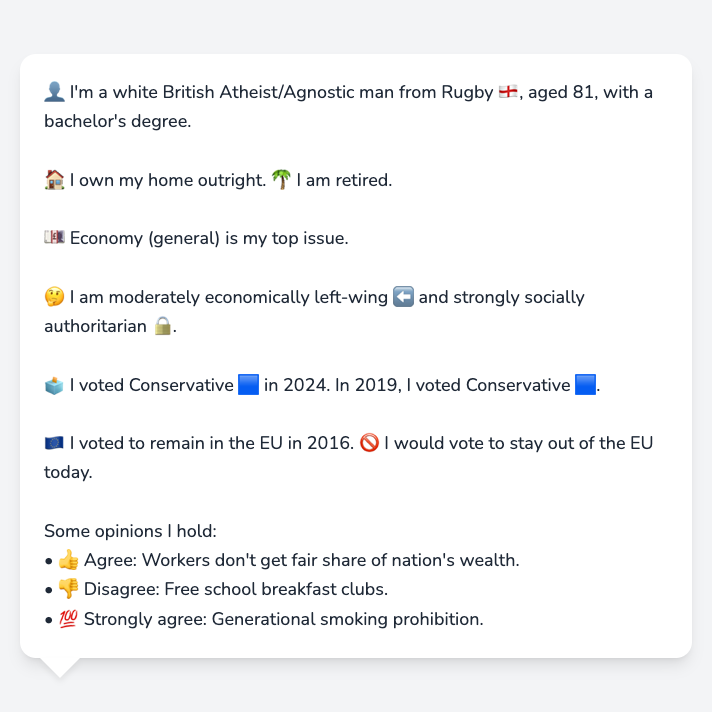 👤 I'm a white British Atheist/Agnostic man from Rugby 🏴󠁧󠁢󠁥󠁮󠁧󠁿, aged 81, with a
bachelor's degree.
🏠 I own my home outright. 🌴 I am retired.
💷 Economy (general) is my top issue.
🤔 I am moderately economically left-wing ⬅️ and strongly socially
authoritarian 🔒.
🗳️ I voted Conservative 🟦 in 2024. In 2019, I voted Conservative 🟦.
🇪🇺 I voted to remain in the EU in 2016. 🚫 I would vote to stay out of the EU
today.
Some opinions I hold:
• 👍 Agree: Workers don't get fair share of nation's wealth.
• 👎 Disagree: Free school breakfast clubs.
• 💯 Strongly agree: Generational smoking prohibition.